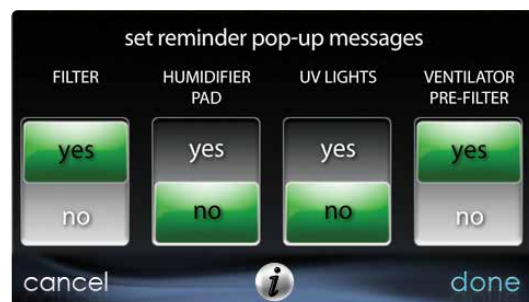 set reminder pop-up messages
FILTER
HUMIDIFIER
PAD
UV LIGHTS
VENTILATOR
PRE-FILTER
yes
yes
yes
yes
no
no
no
no
cancel
i
done